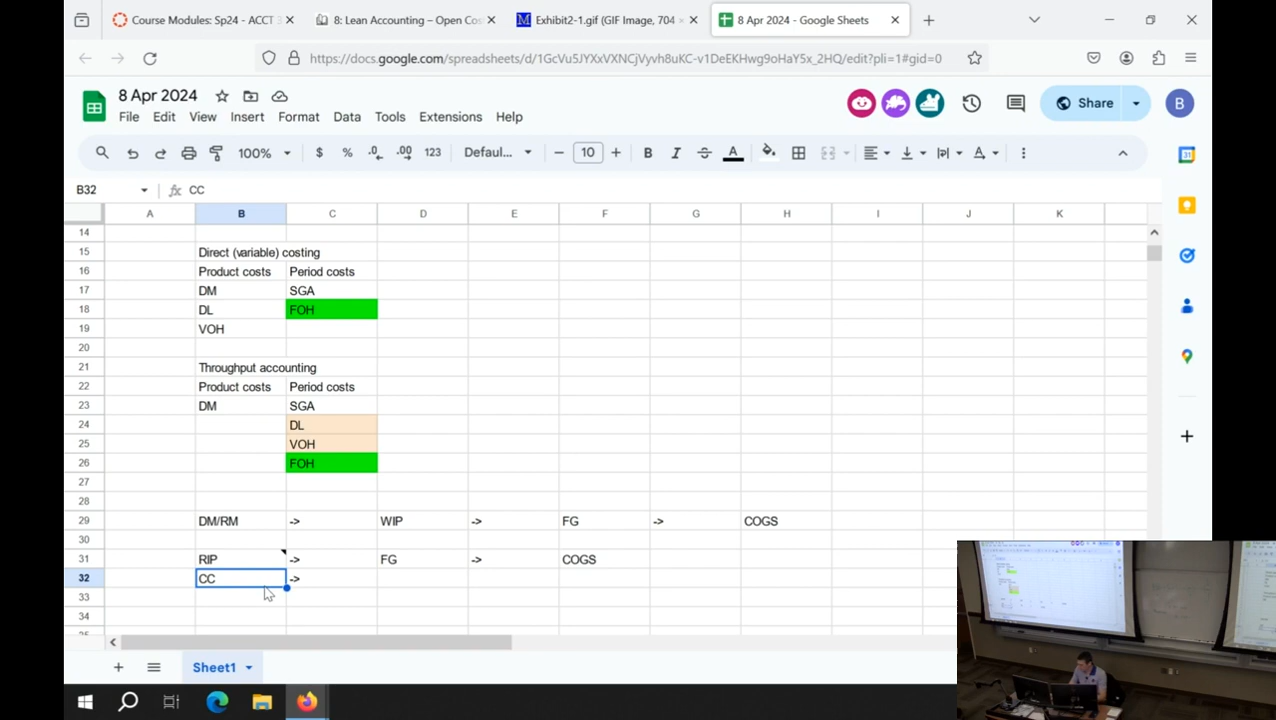 Course Modules: Sp24 - ACCT 3
8: Lean Accounting – Open Cos
Exhibit2-1.gif (GIF Image, 704 ×
8 Apr 2024 - Google Sheets
https://docs.google.com/spreadsheets/d/1GcVu5JYXxVXNCjVyvh8uKC-v1DeEKHwg9oHaY5x_2HQ/edit?pli=1#gid=0
8 Apr 2024
File Edit View Insert Format Data Tools Extensions Help
Share
B
100% $ % .0 .00 123 Defaul... 10 B I A
B32 fx CC
A B C D E F G H I J K
14
15 Direct (variable) costing
16 Product costs Period costs
17 DM SGA
18 DL FOH
19 VOH
20
21 Throughput accounting
22 Product costs Period costs
23 DM SGA
24 DL
25 VOH
26 FOH
27
28
29 DM/RM -> WIP -> FG -> COGS
30
31 RIP -> FG -> COGS
32 CC ->
33
34
Sheet1